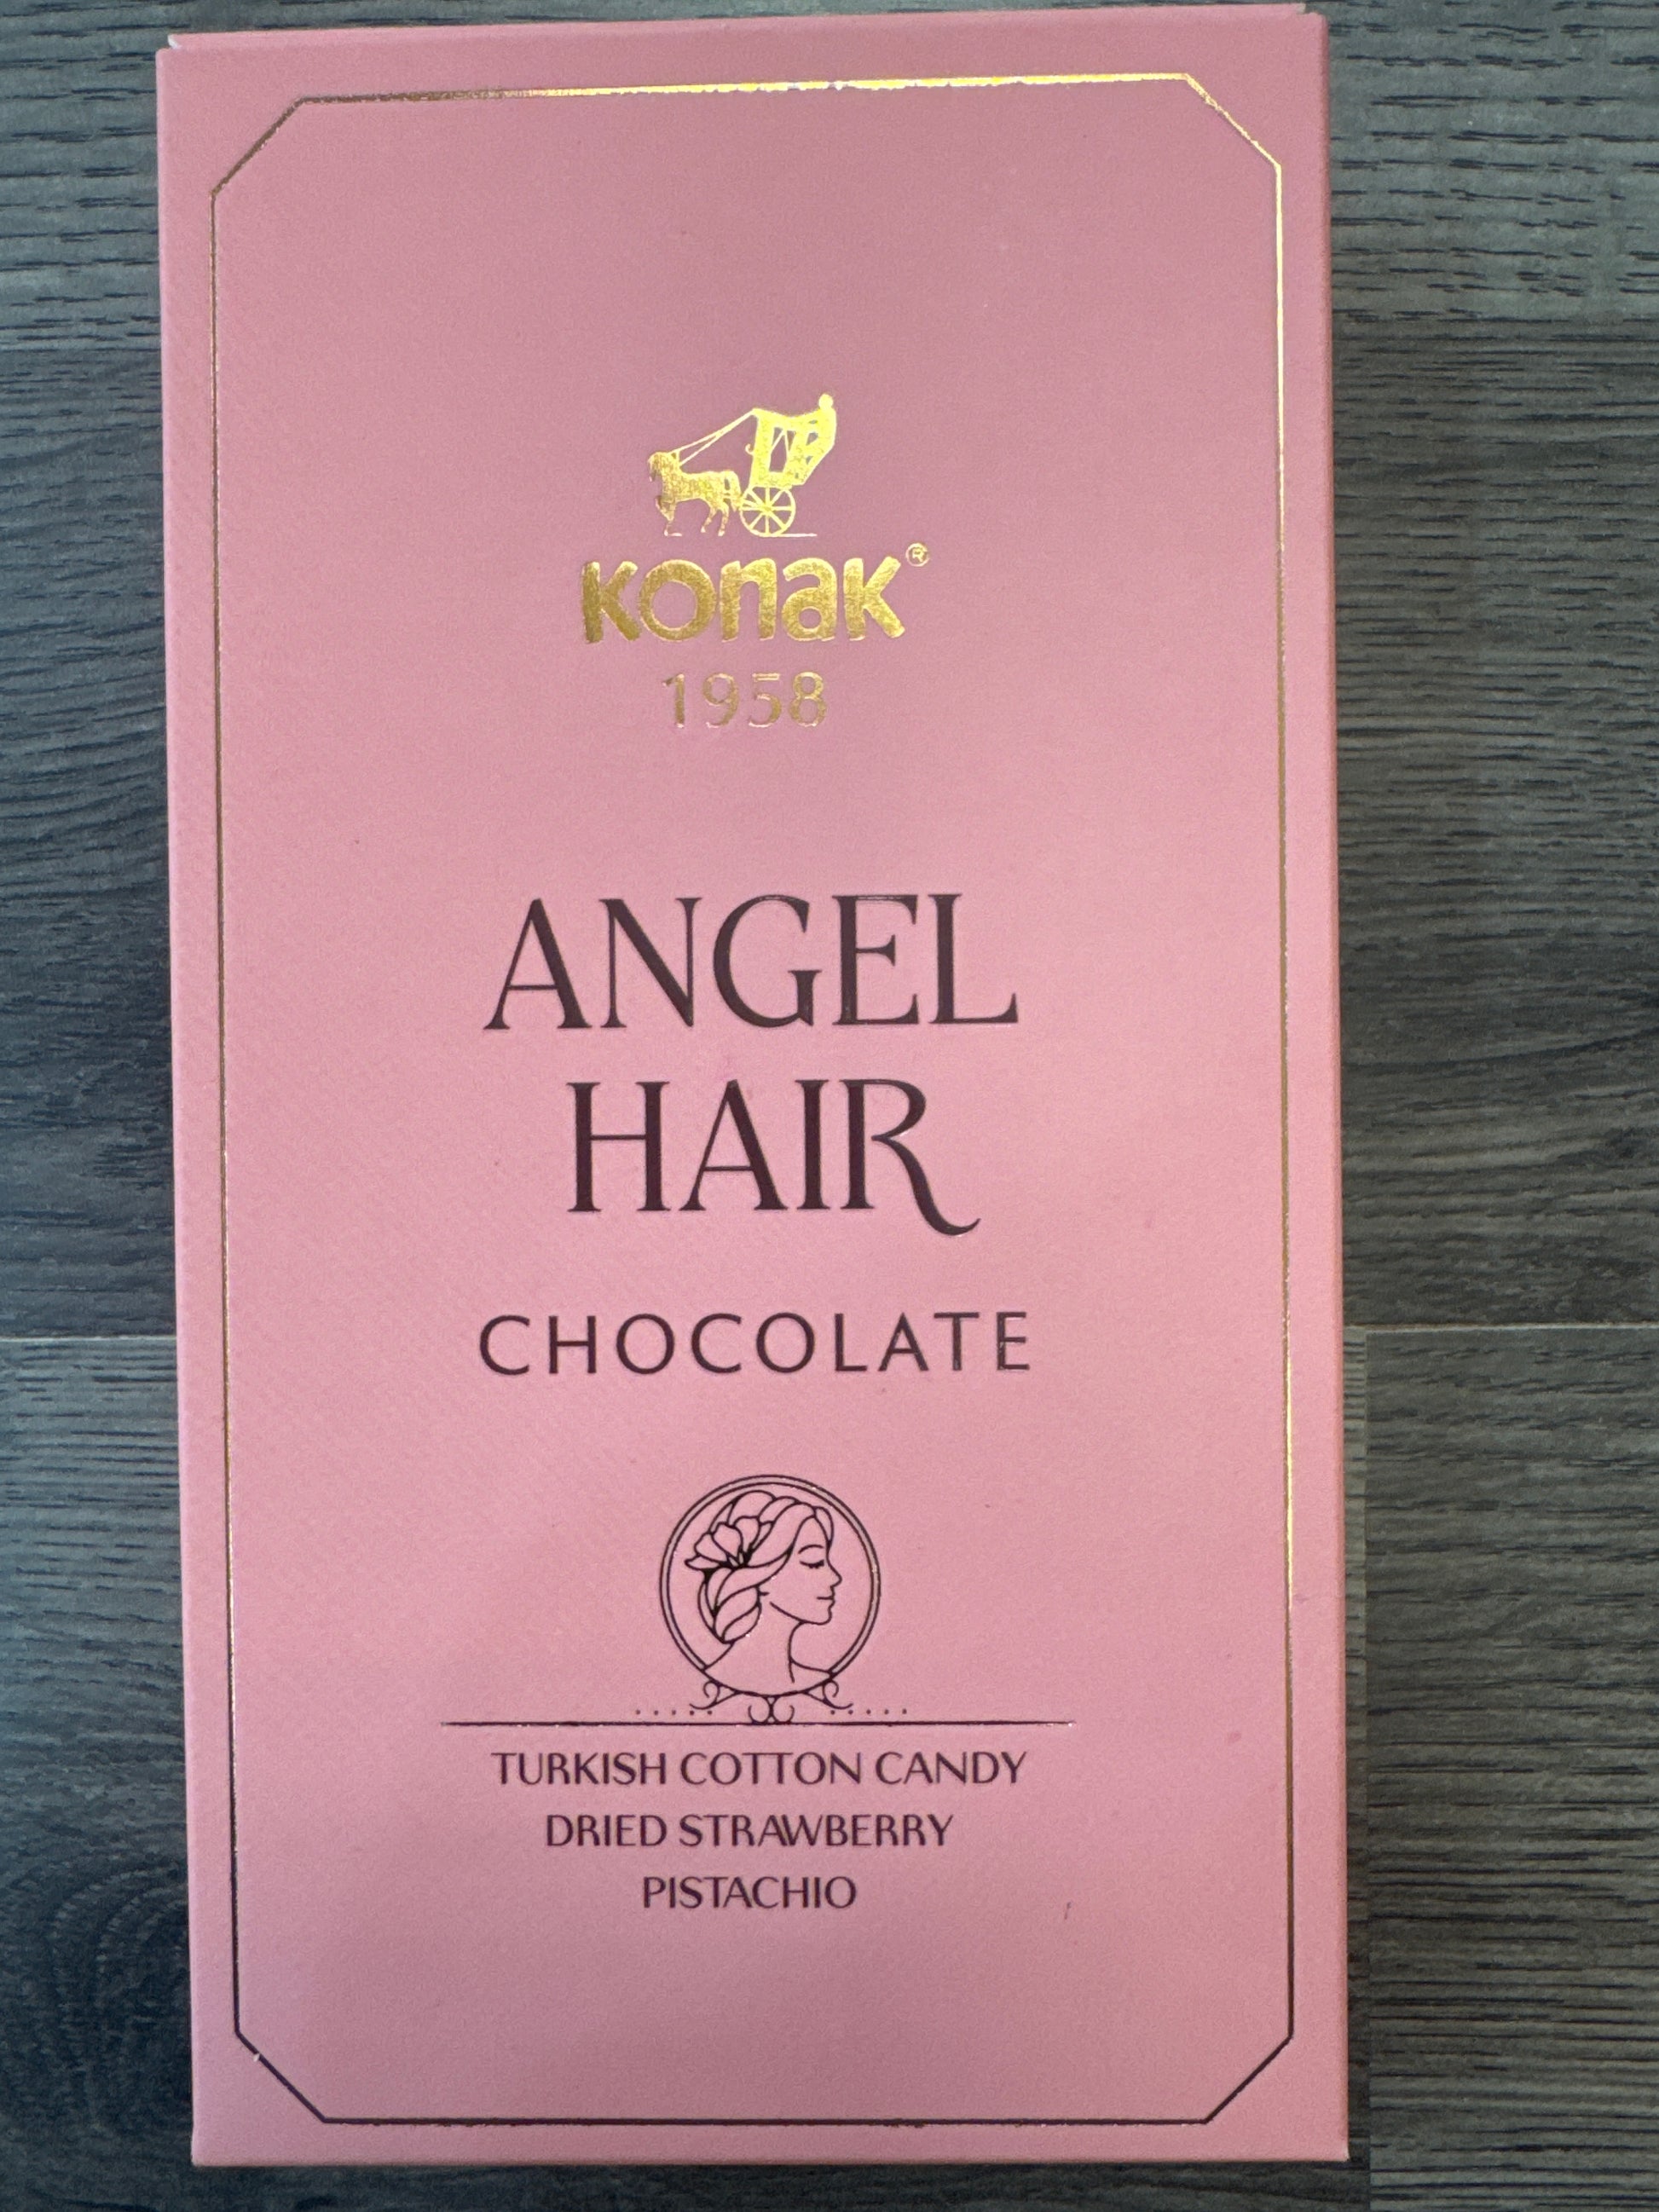 Konak®
1958
ANGEL
HAIR
CHOCOLATE
TURKISH COTTON CANDY
DRIED STRAWBERRY
PISTACHIO